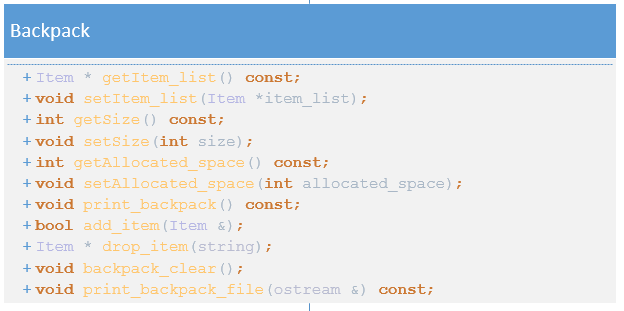 Backpack
+ Item * getItem_list() const;
+ void setItem_list(Item *item_list);
+ int getSize() const;
+ void setSize(int size);
+ int getAllocated_space() const;
+ void setAllocated_space(int allocated_space);
+ void print_backpack() const;
+ bool add_item(Item &);
+ Item * drop_item(string);
+ void backpack_clear();
+ void print_backpack_file(ostream &) const;